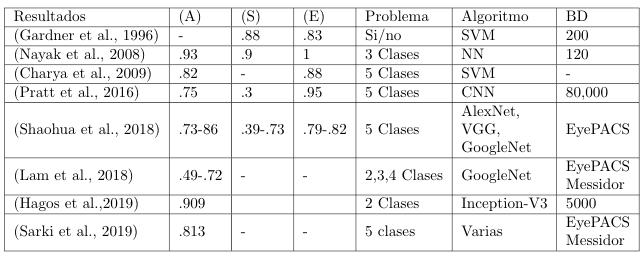 Resultados (A) (S) (E) Problema Algoritmo BD
(Gardner et al., 1996) - .88 .83 Si/no SVM 200
(Nayak et al., 2008) .93 .9 1 3 Clases NN 120
(Charya et al., 2009) .82 - .88 5 Clases SVM -
(Pratt et al., 2016) .75 .3 .95 5 Clases CNN 80,000
(Shaohua et al., 2018) .73-86 .39-.73 .79-.82 5 Clases AlexNet, VGG, GoogleNet EyePACS
(Lam et al., 2018) .49-.72 - - 2,3,4 Clases GoogleNet EyePACS Messidor
(Hagos et al.,2019) .909 2 Clases Inception-V3 5000
(Sarki et al., 2019) .813 - - 5 clases Varias EyePACS Messidor